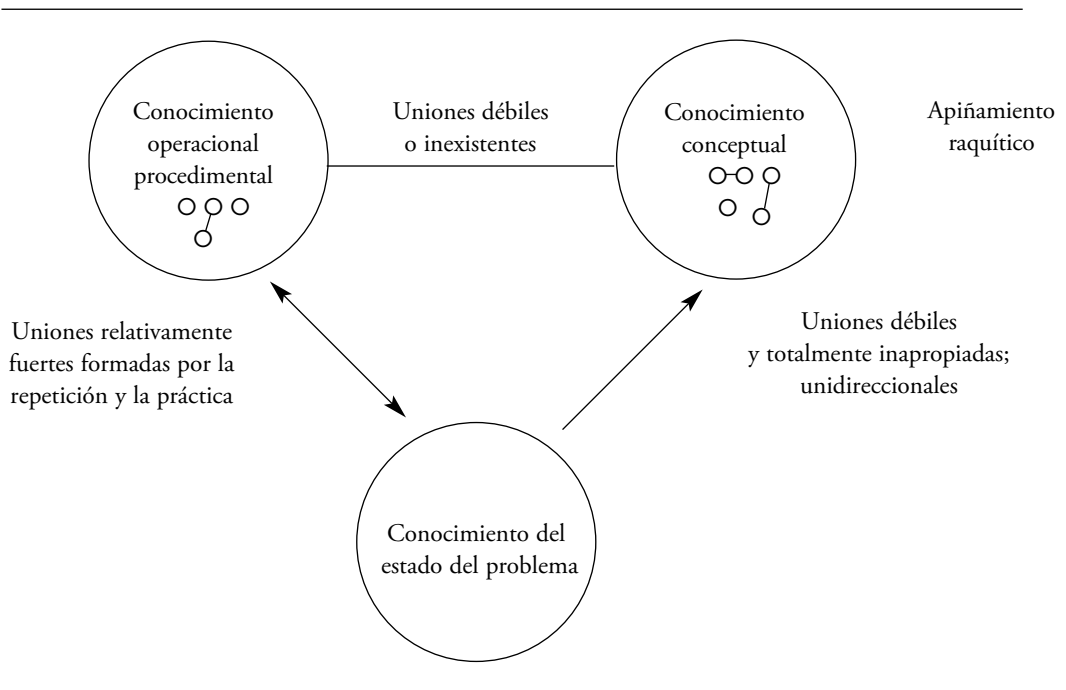 Conocimiento
operacional
procedimental
Uniones débiles
o inexistentes
Conocimiento
conceptual
Apiñamiento
raquítico
Uniones relativamente
fuertes formadas por la
repetición y la práctica
Uniones débiles
y totalmente inapropiadas;
unidireccionales
Conocimiento del
estado del problema